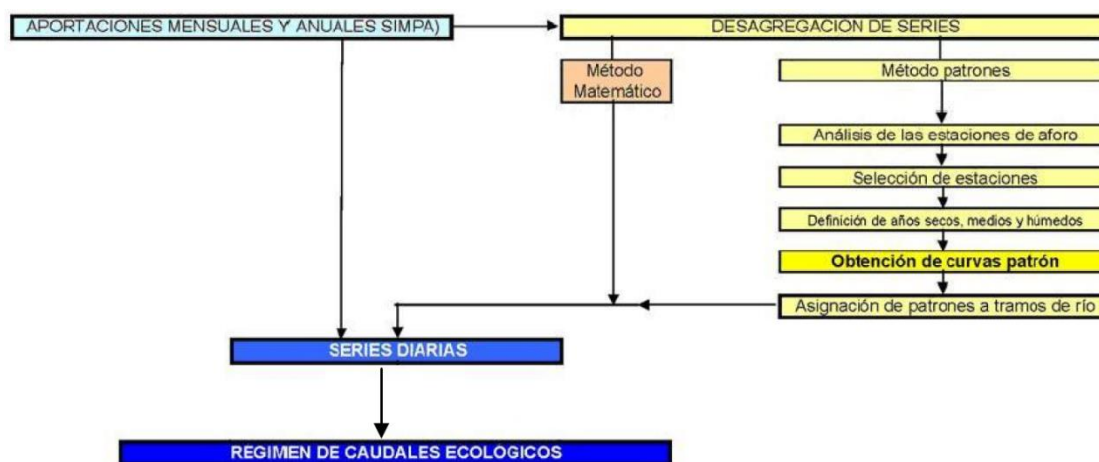 APORTACIONES MENSUALES Y ANUALES SIMPA)
DESAGREGACION DE SERIES
Método
Matemático
Método patrones
Análisis de las estaciones de aforo
Selección de estaciones
Definición de años secos, medios y húmedos
Obtención de curvas patrón
Asignación de patrones a tramos de río
SERIES DIARIAS
REGIMEN DE CAUDALES ECOLÓGICOS